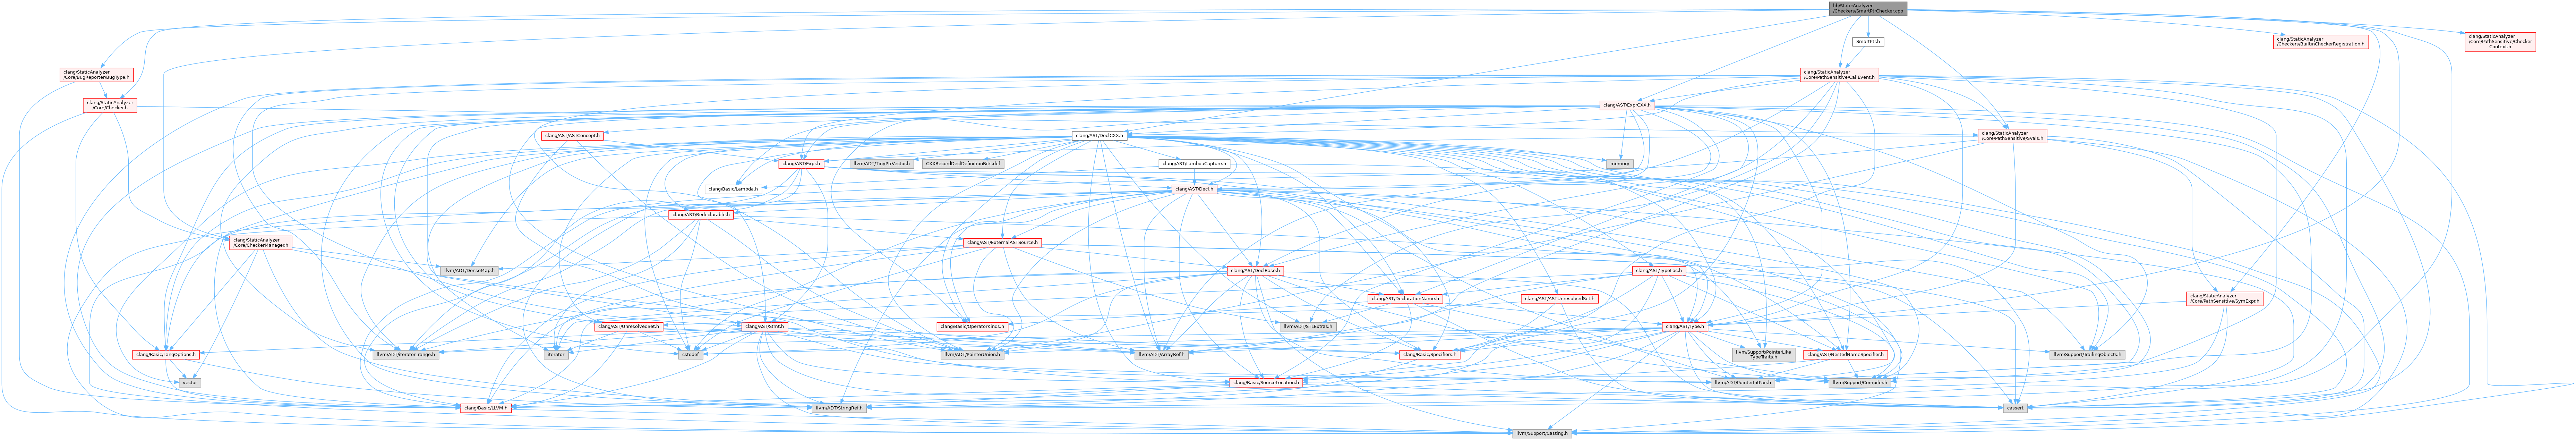 lib/StaticAnalyzer
/Checkers/SmartPtrChecker.cpp
SmartPtr.h
clang/StaticAnalyzer
/Checkers/BuiltinCheckerRegistration.h
clang/StaticAnalyzer
/Core/PathSensitive/Checker
Context.h
clang/StaticAnalyzer
/Core/BugReporter/BugType.h
clang/StaticAnalyzer
/Core/PathSensitive/CallEvent.h
clang/StaticAnalyzer
/Core/Checker.h
clang/AST/ExprCXX.h
clang/AST/ASTConcept.h
clang/AST/DeclCXX.h
clang/StaticAnalyzer
/Core/PathSensitive/SVals.h
clang/AST/Expr.h
llvm/ADT/TinyPtrVector.h
CXXRecordDeclDefinitionBits.def
clang/AST/LambdaCapture.h
memory
clang/Basic/Lambda.h
clang/AST/Decl.h
clang/AST/Redeclarable.h
clang/StaticAnalyzer
/Core/CheckerManager.h
clang/AST/ExternalASTSource.h
llvm/ADT/DenseMap.h
clang/AST/DeclBase.h
clang/AST/TypeLoc.h
clang/AST/DeclarationName.h
clang/AST/ASTUnresolvedSet.h
clang/StaticAnalyzer
/Core/PathSensitive/SymExpr.h
clang/AST/UnresolvedSet.h
clang/AST/Stmt.h
clang/Basic/OperatorKinds.h
llvm/ADT/STLExtras.h
clang/AST/Type.h
clang/Basic/LangOptions.h
llvm/ADT/iterator_range.h
iterator
cstddef
llvm/ADT/PointerUnion.h
llvm/ADT/ArrayRef.h
clang/Basic/Specifiers.h
llvm/Support/PointerLike
TypeTraits.h
clang/AST/NestedNameSpecifier.h
llvm/Support/TrailingObjects.h
vector
clang/Basic/SourceLocation.h
llvm/ADT/PointerIntPair.h
llvm/Support/Compiler.h
clang/Basic/LLVM.h
llvm/ADT/StringRef.h
cassert
llvm/Support/Casting.h